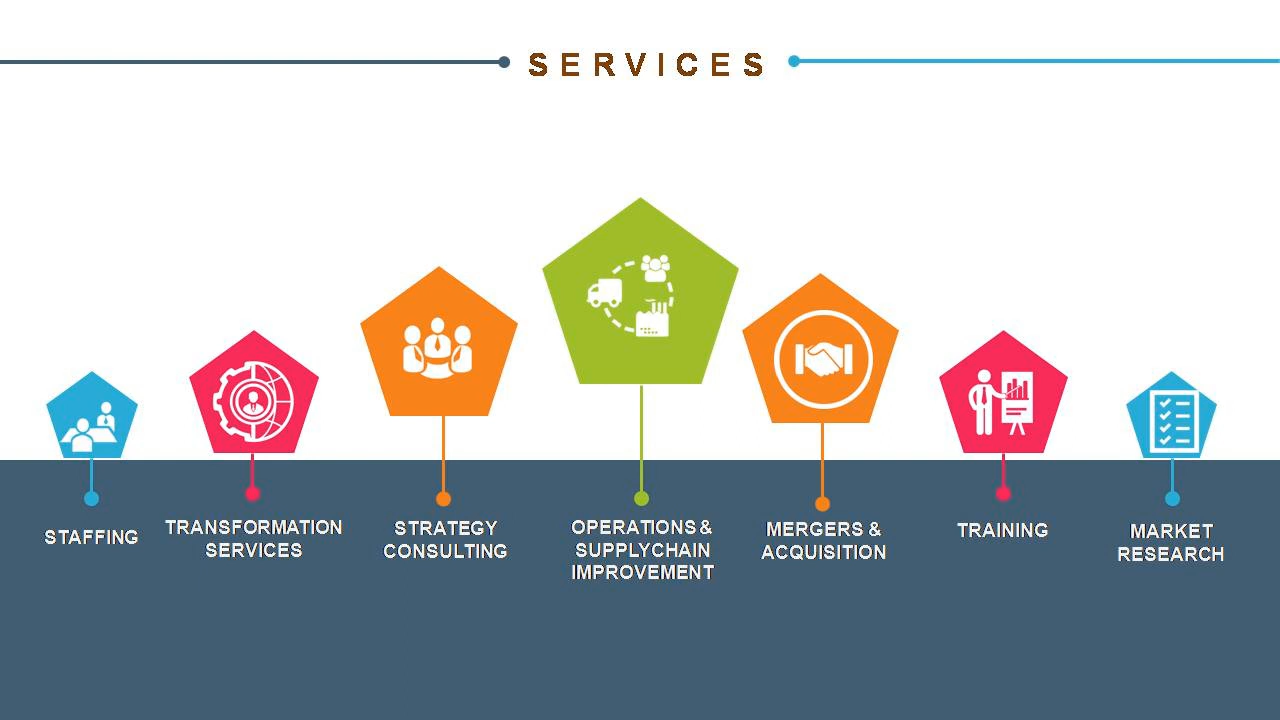 SERVICES
STAFFING
TRANSFORMATION
SERVICES
STRATEGY
CONSULTING
OPERATIONS &
SUPPLYCHAIN
IMPROVEMENT
MERGERS &
ACQUISITION
TRAINING
MARKET
RESEARCH